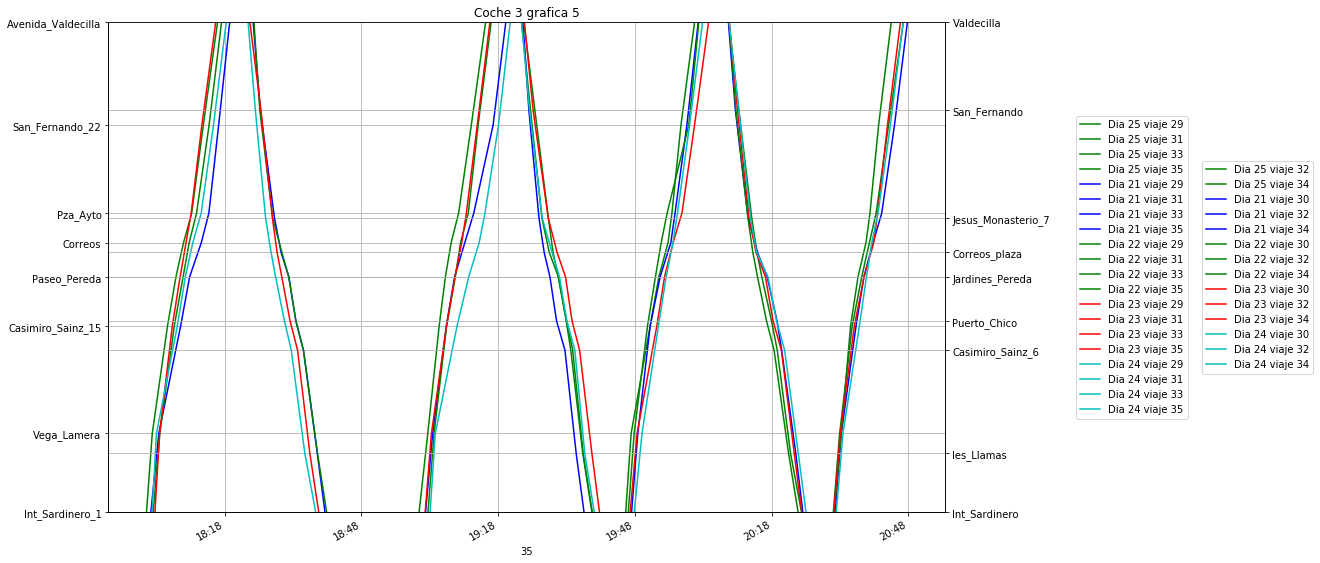 Coche 3 grafica 5
Avenida_Valdecilla
San_Fernando_22
Pza_Ayto
Correos
Paseo_Pereda
Casimiro_Sainz_15
Vega_Lamera
Int_Sardinero_1
Valdecilla
San_Fernando
Jesus_Monasterio_7
Correos_plaza
Jardines_Pereda
Puerto_Chico
Casimiro_Sainz_6
Ies_Llamas
Int_Sardinero
18:18
18:48
19:18
19:48
20:18
20:48
35
Dia 25 viaje 29
Dia 25 viaje 31
Dia 25 viaje 33
Dia 25 viaje 35
Dia 21 viaje 29
Dia 21 viaje 31
Dia 21 viaje 33
Dia 21 viaje 35
Dia 22 viaje 29
Dia 22 viaje 31
Dia 22 viaje 33
Dia 22 viaje 35
Dia 23 viaje 29
Dia 23 viaje 31
Dia 23 viaje 33
Dia 23 viaje 35
Dia 24 viaje 29
Dia 24 viaje 31
Dia 24 viaje 33
Dia 24 viaje 35
Dia 25 viaje 32
Dia 25 viaje 34
Dia 21 viaje 30
Dia 21 viaje 32
Dia 21 viaje 34
Dia 22 viaje 30
Dia 22 viaje 32
Dia 22 viaje 34
Dia 23 viaje 30
Dia 23 viaje 32
Dia 23 viaje 34
Dia 24 viaje 30
Dia 24 viaje 32
Dia 24 viaje 34